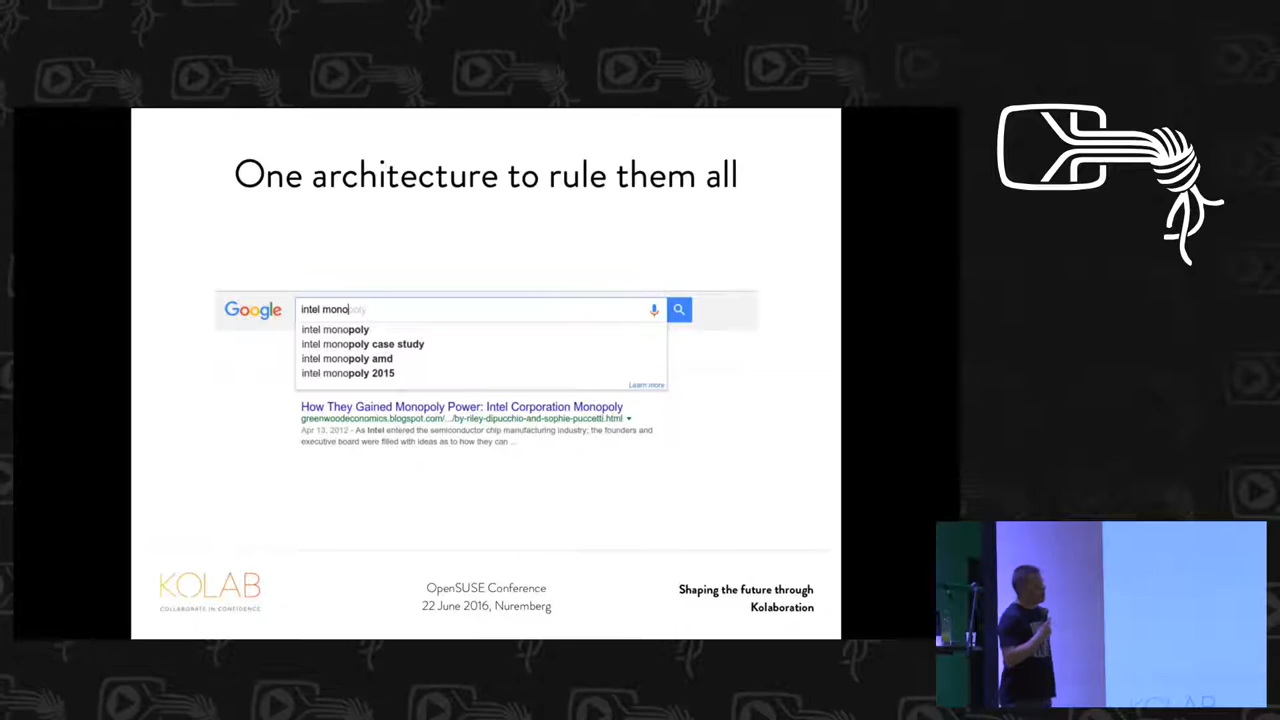 One architecture to rule them all
Google
intel monopoly
intel monopoly
intel monopoly case study
intel monopoly amd
intel monopoly 2015
Learn more
How They Gained Monopoly Power: Intel Corporation Monopoly
greenwoodeconomics.blogspot.com/.../by-riley-dipucchio-and-sophie-puccetti.html
Apr 13, 2012 - As Intel entered the semiconductor chip manufacturing industry; the founders and
executive board were filled with ideas as to how they can ...
KOLAB
COLLABORATE IN CONFIDENCE
OpenSUSE Conference
22 June 2016, Nuremberg
Shaping the future through
Kolaboration
KOLAB